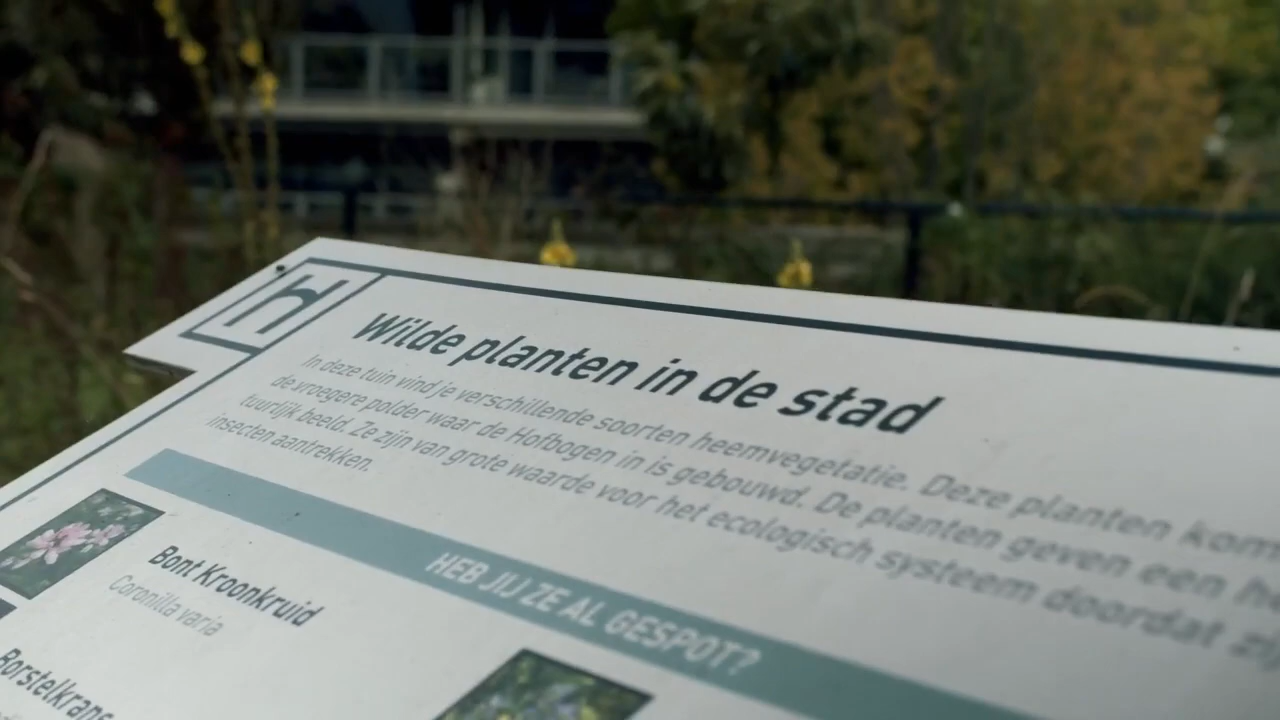 h
Wilde planten in de stad
In deze tuin vind je verschillende soorten heemvegetatie. Deze planten
de vroegere polder waar de Hofbogen in is gebouwd. De planten geven een
tuurlijk beeld. Ze zijn van grote waarde voor het ecologisch systeem doordat
insecten aantrekken.
HEB JIJ ZE AL GESPOT?
Bont Kroonkruid
Coronilla varia
Borstelkrans